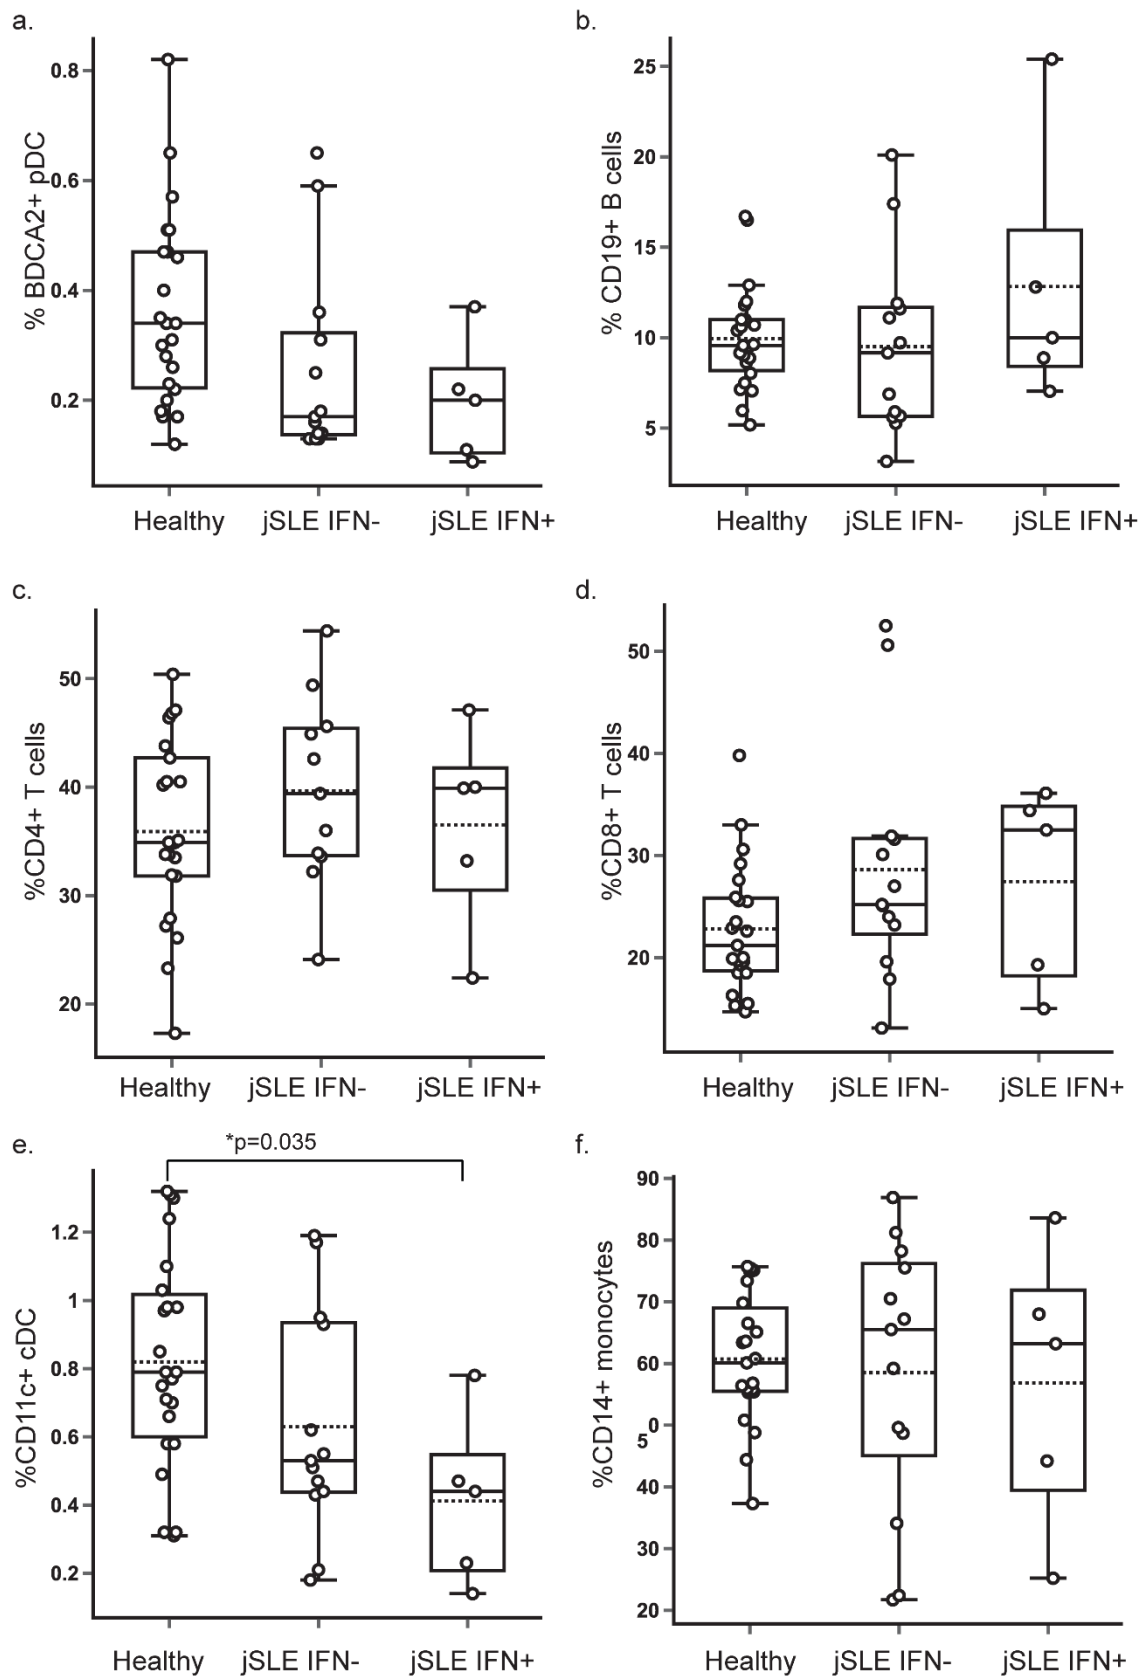 a.
% BDCA2+ pDC
0.8
0.6
0.4
0.2
Healthy
jSLE IFN-
jSLE IFN+
b.
% CD19+ B cells
25
20
15
10
5
Healthy
jSLE IFN-
jSLE IFN+
c.
%CD4+ T cells
50
40
30
20
Healthy
jSLE IFN-
jSLE IFN+
d.
%CD8+ T cells
50
40
30
20
Healthy
jSLE IFN-
jSLE IFN+
e.
*p=0.035
%CD11c+ cDC
1.2
1
0.8
0.6
0.4
0.2
Healthy
jSLE IFN-
jSLE IFN+
f.
%CD14+ monocytes
90
80
70
60
0
5
40
30
20
Healthy
jSLE IFN-
jSLE IFN+